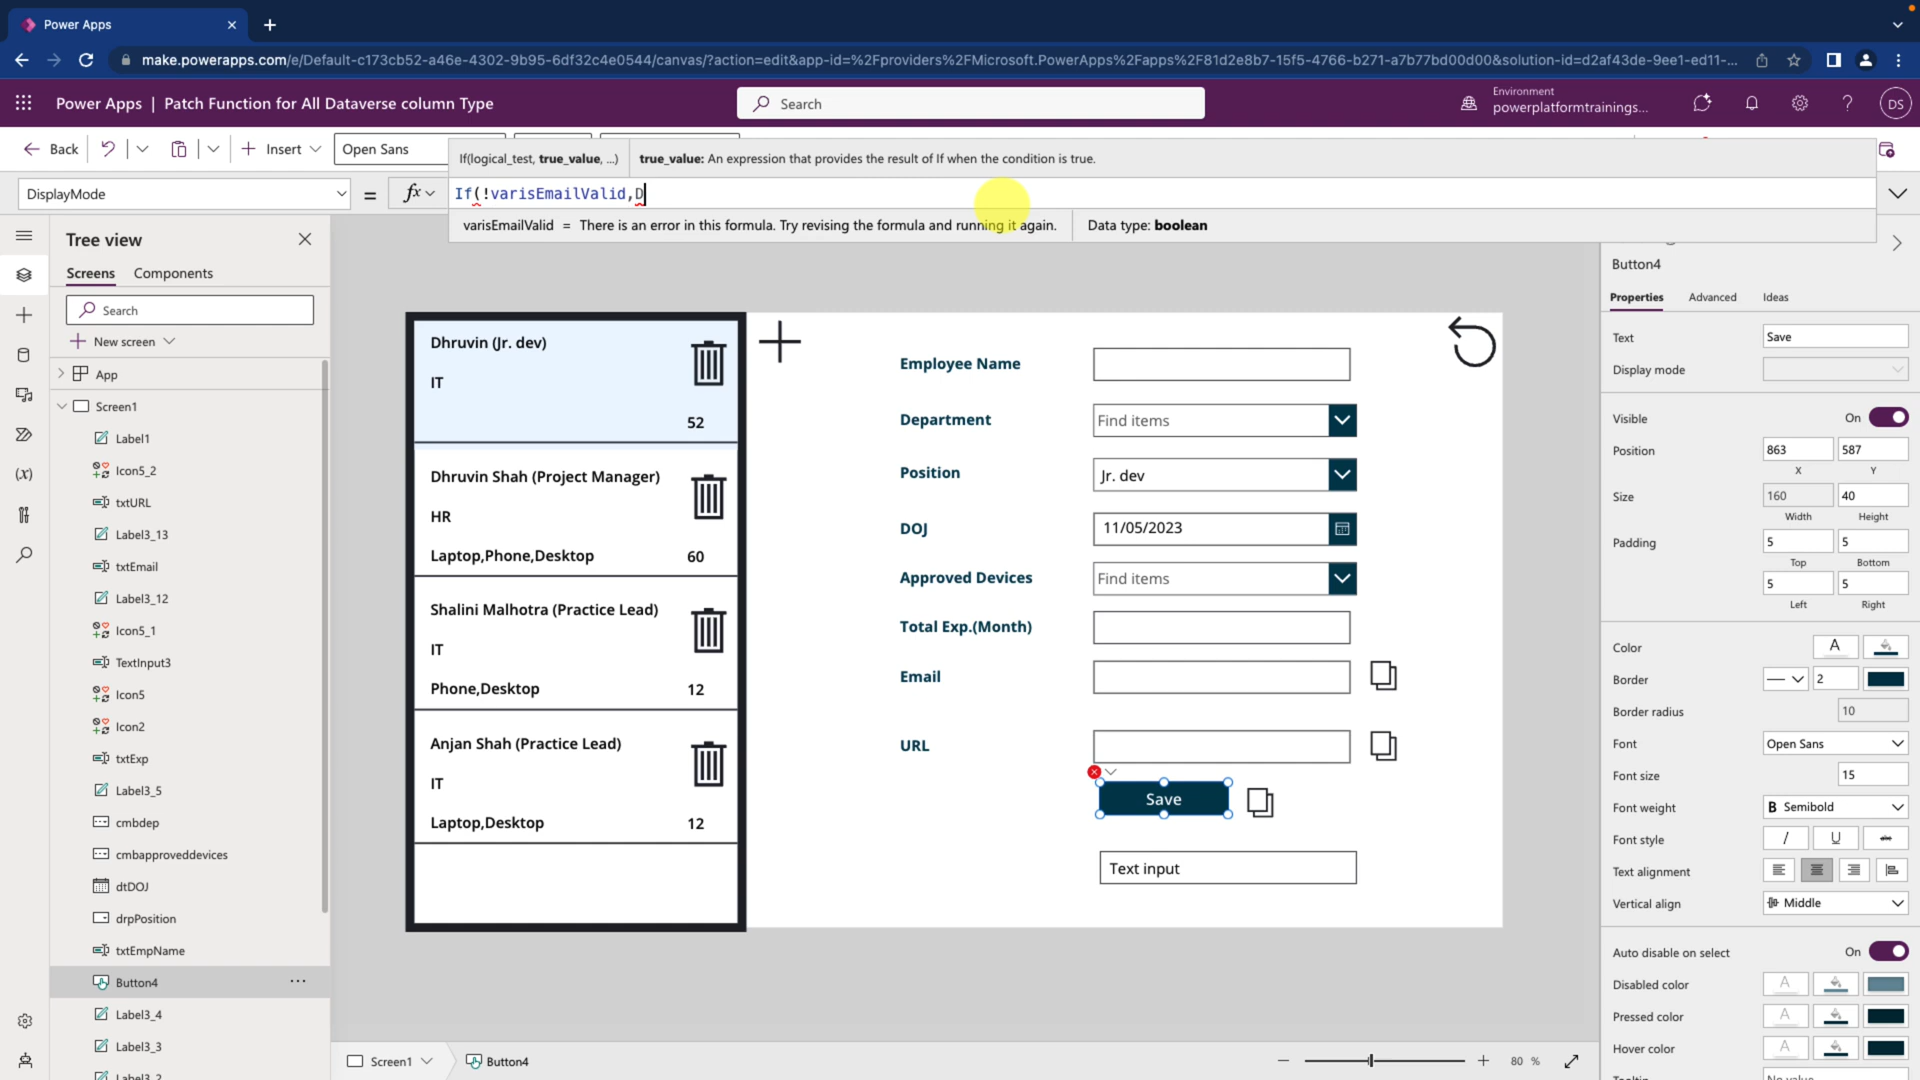 Power Apps
make.powerapps.com/e/Default-c173cb52-a46e-4302-9b95-6df32c4e0544/canvas/?action=edit&app-id=%2Fproviders%2FMicrosoft.PowerApps%2Fapps%2F81d2e8b7-15f5-4766-b271-a7b77bd00d00&solution-id=d2af43de-9ee1-ed11-...
Power Apps | Patch Function for All Dataverse column Type
Search
Environment
powerplatformtrainings...
DS
Back
Insert
Open Sans
If(logical_test, true_value, ...)
true_value: An expression that provides the result of If when the condition is true.
DisplayMode
=
fx
If(!varisEmailValid,D
varisEmailValid = There is an error in this formula. Try revising the formula and running it again.
Data type: boolean
Tree view
Screens
Components
Search
New screen
App
Screen1
Label1
Icon5_2
txtURL
Label3_13
txtEmail
Label3_12
Icon5_1
TextInput3
Icon5
Icon2
txtExp
Label3_5
cmbdep
cmbapproveddevices
dtDOJ
drpPosition
txtEmpName
Button4
Label3_4
Label3_3
Label3_2
Dhruvin (Jr. dev)
IT
52
Dhruvin Shah (Project Manager)
HR
Laptop,Phone,Desktop
60
Shalini Malhotra (Practice Lead)
IT
Phone,Desktop
12
Anjan Shah (Practice Lead)
IT
Laptop,Desktop
12
Employee Name
Department
Find items
Position
Jr. dev
DOJ
11/05/2023
Approved Devices
Find items
Total Exp.(Month)
Email
URL
Save
Text input
Screen1
Button4
80 %
Button4
Properties
Advanced
Ideas
Text
Save
Display mode
Visible
On
Position
863
587
X
Y
Size
160
40
Width
Height
Padding
5
5
Top
Bottom
5
5
Left
Right
Color
A
Border
2
Border radius
10
Font
Open Sans
Font size
15
Font weight
B Semibold
Font style
/
U
abc
Text alignment
Vertical align
Middle
Auto disable on select
On
Disabled color
A
Pressed color
A
Hover color
A
No value